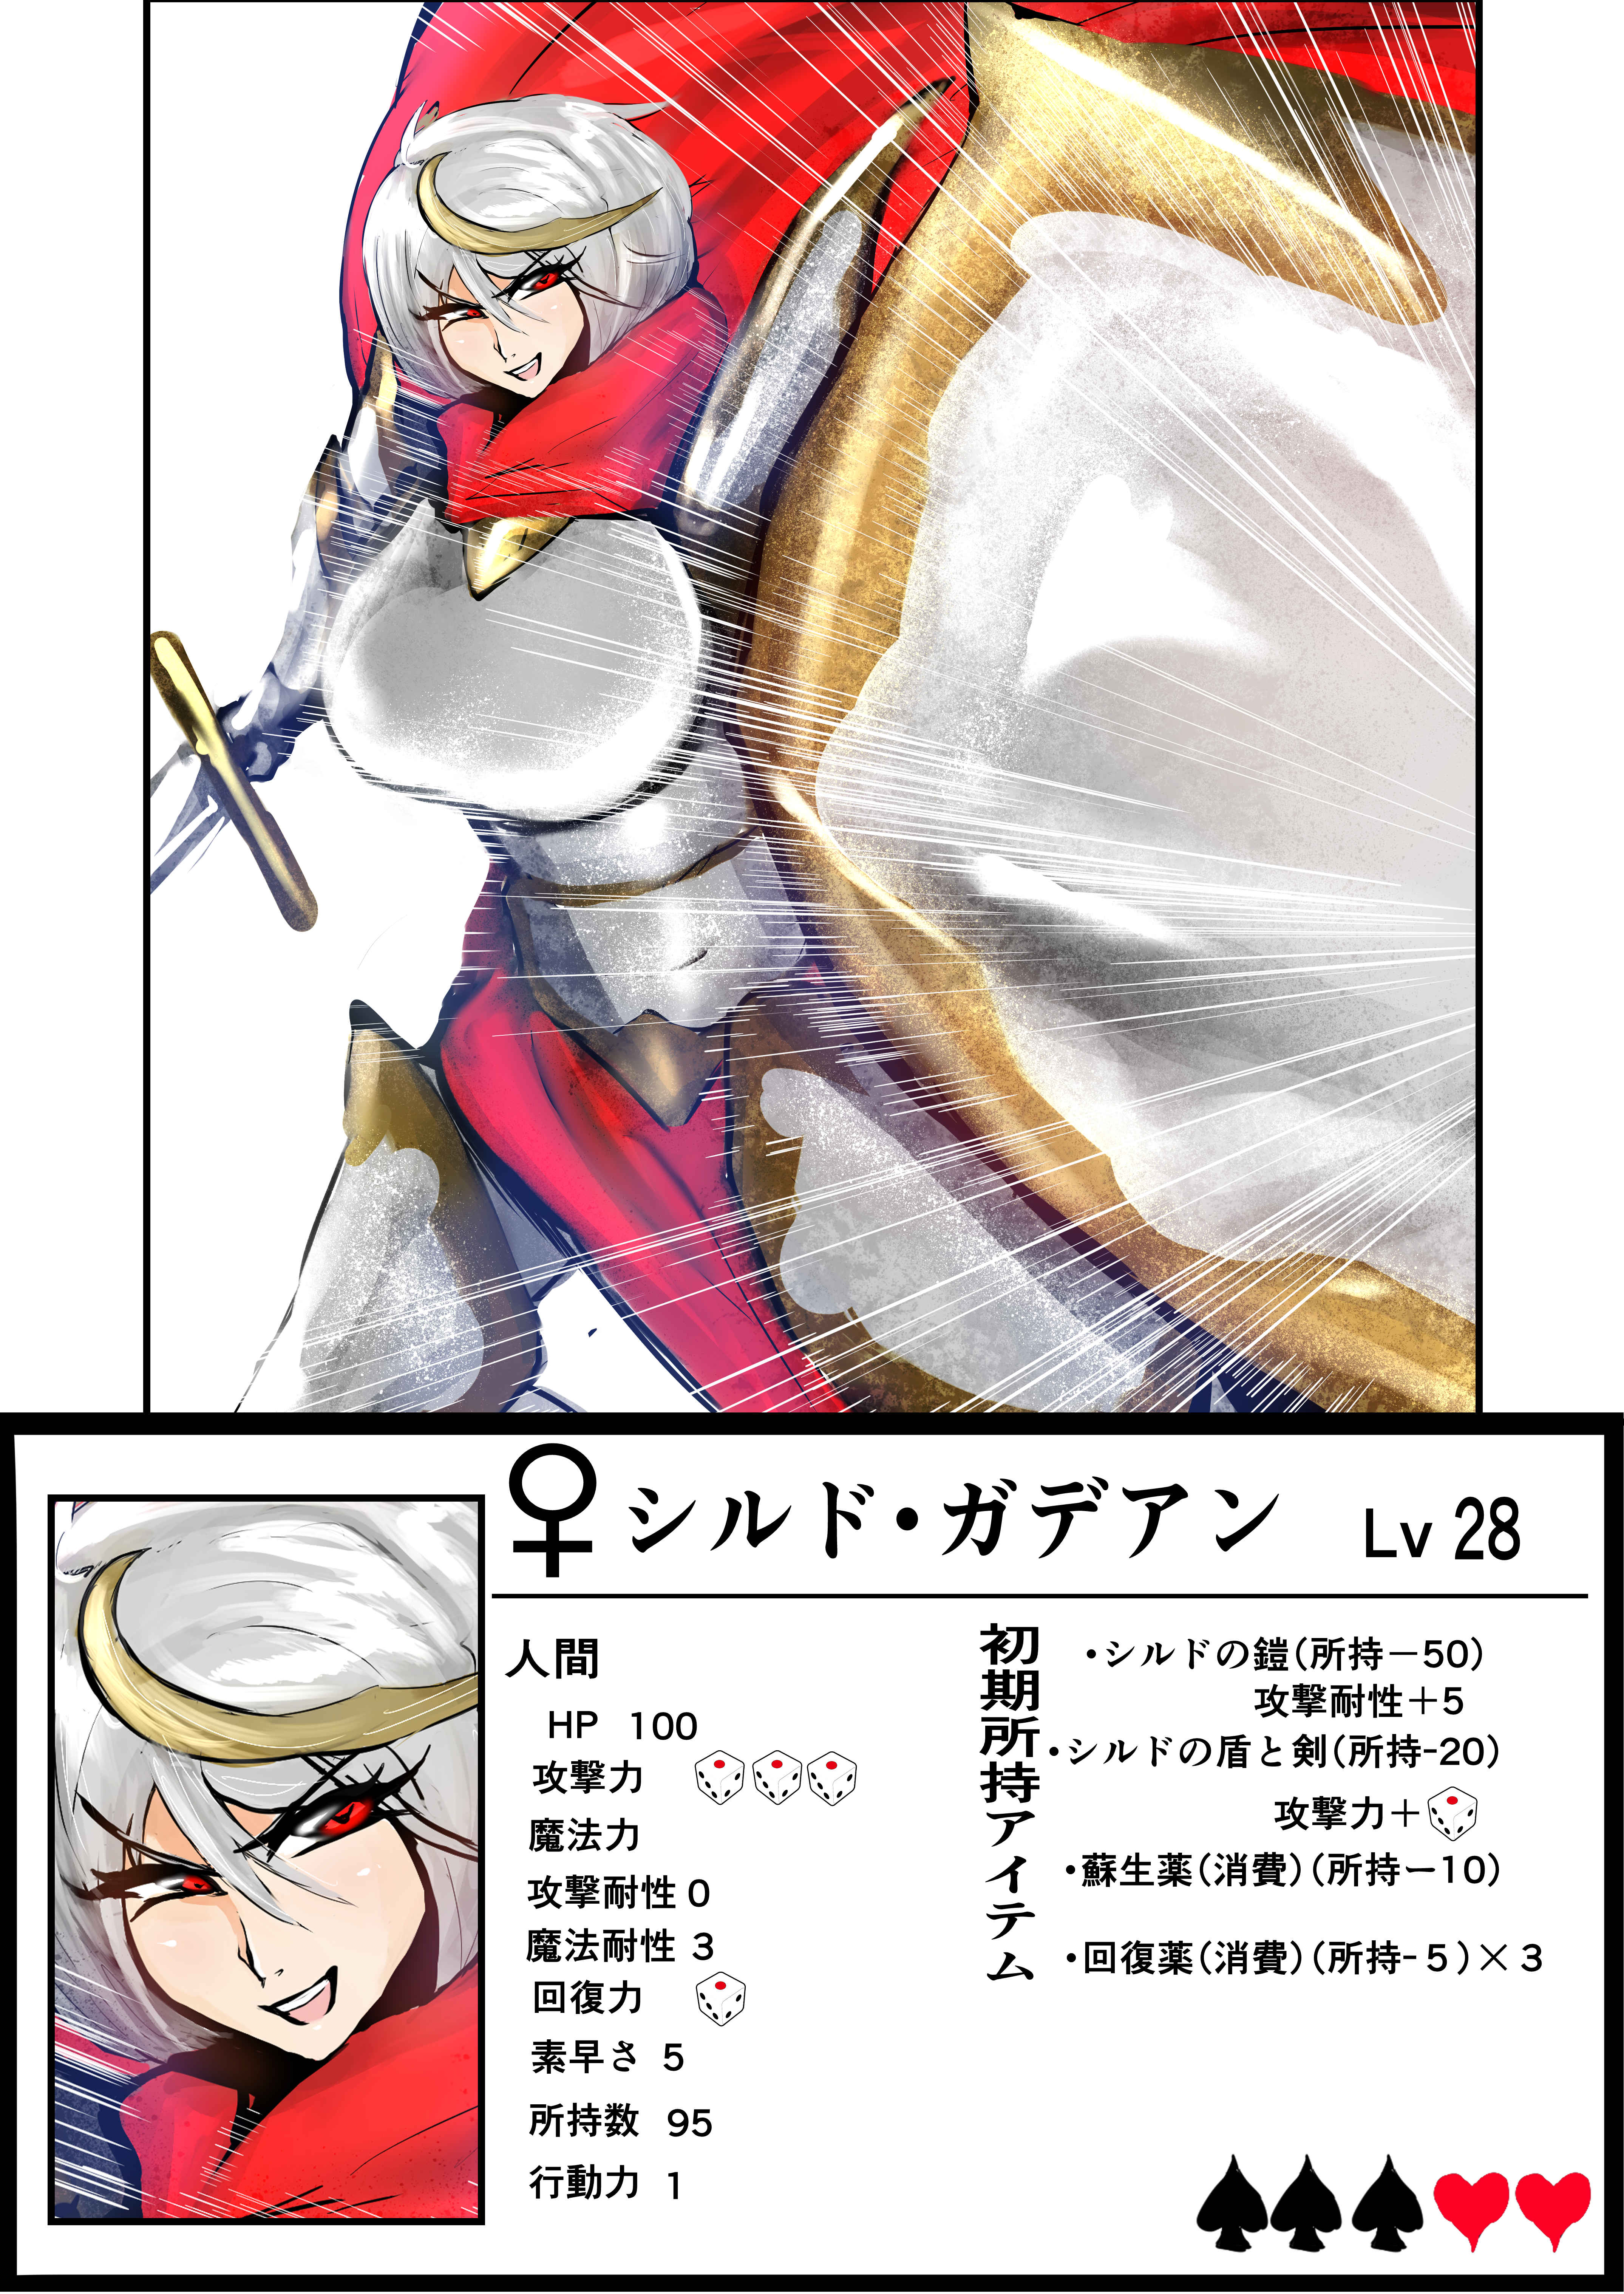 ♀ シルド・ガデアン Lv 28
人間
HP 100
攻撃力
魔法力
攻撃耐性 0
魔法耐性 3
回復力
素早さ 5
所持数 95
行動力 1
初期所持アイテム
・シルドの鎧(所持－50)
攻撃耐性＋5
・シルドの盾と剣(所持-20)
攻撃力＋
・蘇生薬(消費)(所持ー10)
・回復薬(消費)(所持-5)×3